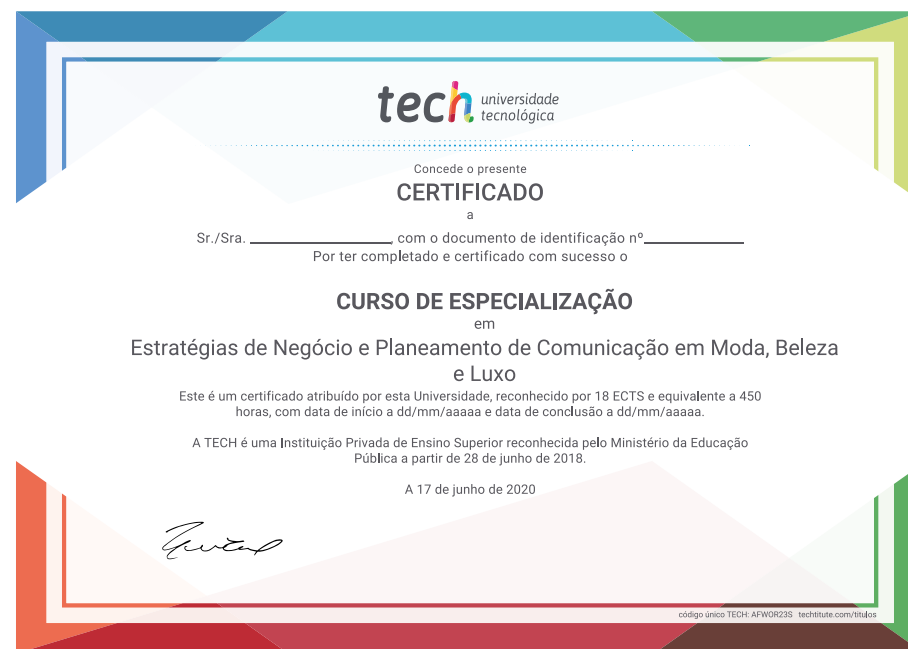 tech universidade
tecnológica
Concede o presente
CERTIFICADO
a
Sr./Sra. ____________________, com o documento de identificação nº______________
Por ter completado e certificado com sucesso o
CURSO DE ESPECIALIZAÇÃO
em
Estratégias de Negócio e Planeamento de Comunicação em Moda, Beleza
e Luxo
Este é um certificado atribuído por esta Universidade, reconhecido por 18 ECTS e equivalente a 450
horas, com data de início a dd/mm/aaaaa e data de conclusão a dd/mm/aaaaa.
A TECH é uma Instituição Privada de Ensino Superior reconhecida pelo Ministério da Educação
Pública a partir de 28 de junho de 2018.
A 17 de junho de 2020
código único TECH: AFWOR23S techtitute.com/titulos